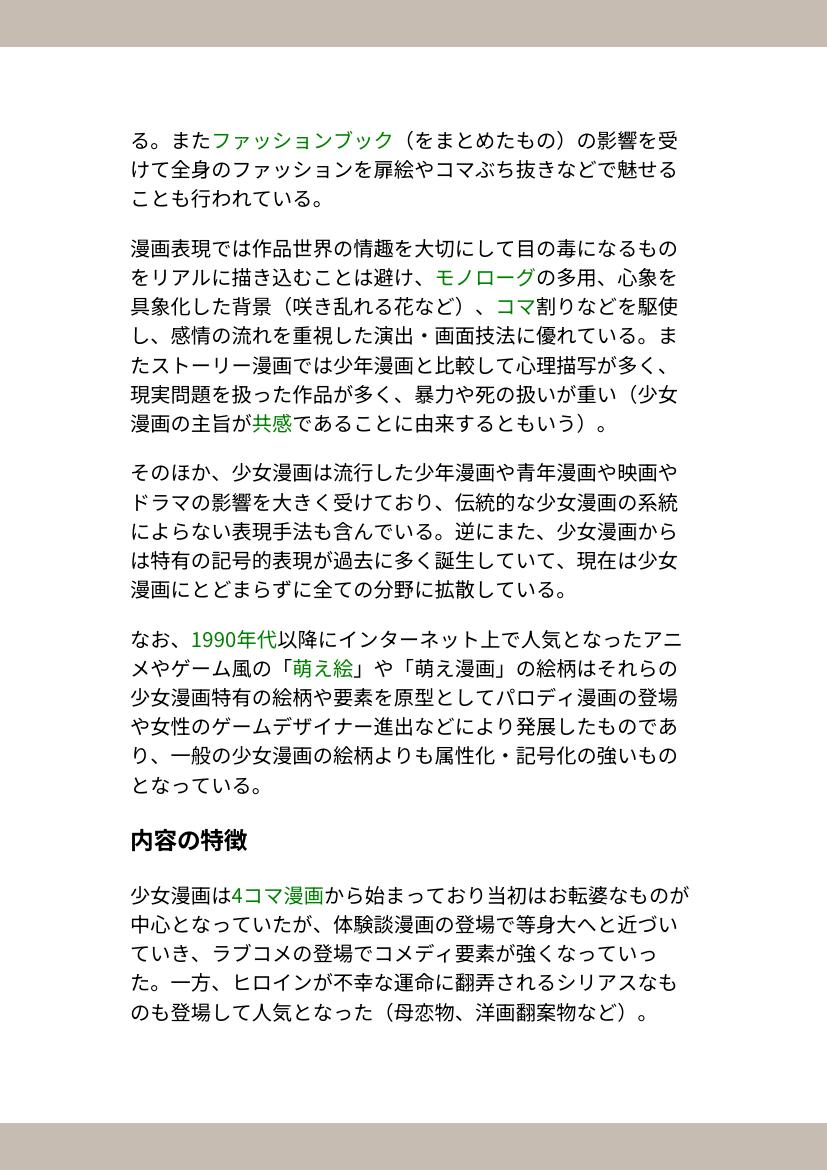 る。またファッションブック（をまとめたもの）の影響を受
けて全身のファッションを扉絵やコマぶち抜きなどで魅せる
ことも行われている。
漫画表現では作品世界の情趣を大切にして目の毒になるもの
をリアルに描き込むことは避け、モノローグの多用、心象を
具象化した背景（咲き乱れる花など）、コマ割りなどを駆使
し、感情の流れを重視した演出・画面技法に優れている。ま
たストーリー漫画では少年漫画と比較して心理描写が多く、
現実問題を扱った作品が多く、暴力や死の扱いが重い（少女
漫画の主旨が共感であることに由来するともいう）。
そのほか、少女漫画は流行した少年漫画や青年漫画や映画や
ドラマの影響を大きく受けており、伝統的な少女漫画の系統
によらない表現手法も含んでいる。逆にまた、少女漫画から
は特有の記号的表現が過去に多く誕生していて、現在は少女
漫画にとどまらずに全ての分野に拡散している。
なお、1990年代以降にインターネット上で人気となったアニ
メやゲーム風の「萌え絵」や「萌え漫画」の絵柄はそれらの
少女漫画特有の絵柄や要素を原型としてパロディ漫画の登場
や女性のゲームデザイナー進出などにより発展したものであ
り、一般の少女漫画の絵柄よりも属性化・記号化の強いもの
となっている。
内容の特徴
少女漫画は4コマ漫画から始まっており当初はお転婆なものが
中心となっていたが、体験談漫画の登場で等身大へと近づい
ていき、ラブコメの登場でコメディ要素が強くなっていっ
た。一方、ヒロインが不幸な運命に翻弄されるシリアスなも
のも登場して人気となった（母恋物、洋画翻案物など）。